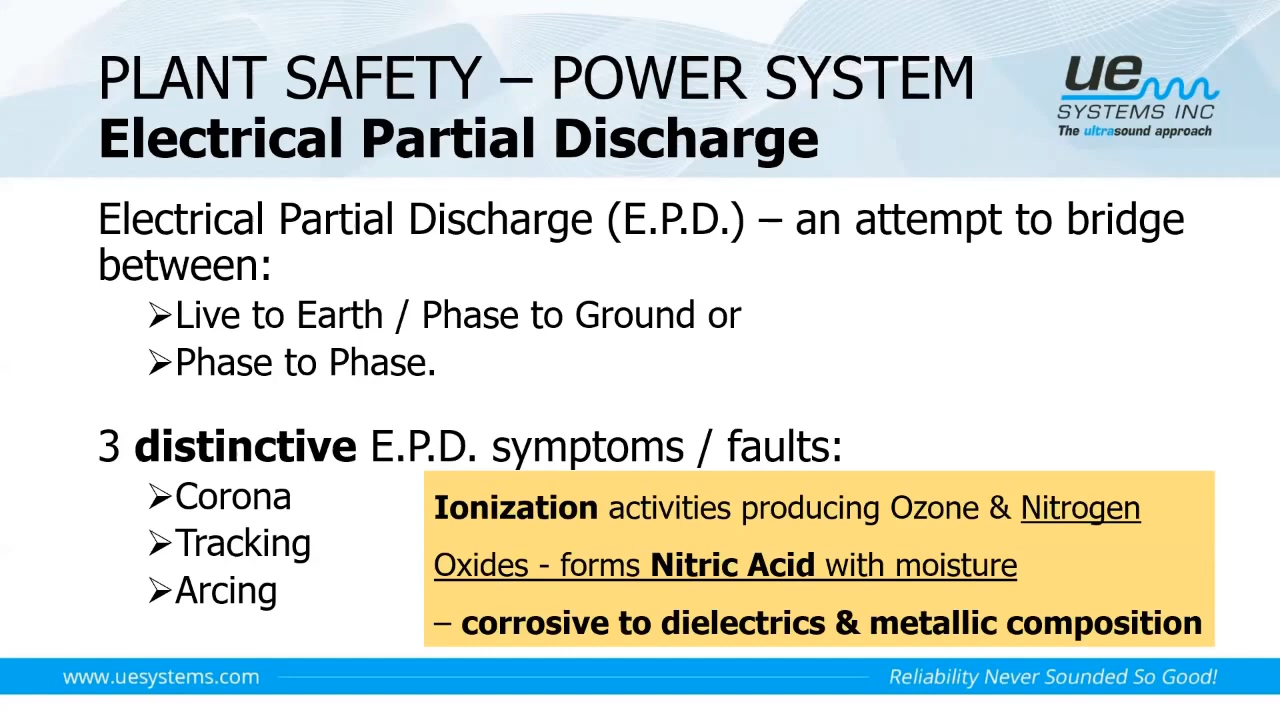 PLANT SAFETY – POWER SYSTEM
Electrical Partial Discharge
ue
SYSTEMS INC
The ultrasound approach
Electrical Partial Discharge (E.P.D.) – an attempt to bridge
between:
➢Live to Earth / Phase to Ground or
➢Phase to Phase.
3 distinctive E.P.D. symptoms / faults:
➢Corona
➢Tracking
➢Arcing
Ionization activities producing Ozone & Nitrogen
Oxides - forms Nitric Acid with moisture
– corrosive to dielectrics & metallic composition
www.uesystems.com
Reliability Never Sounded So Good!